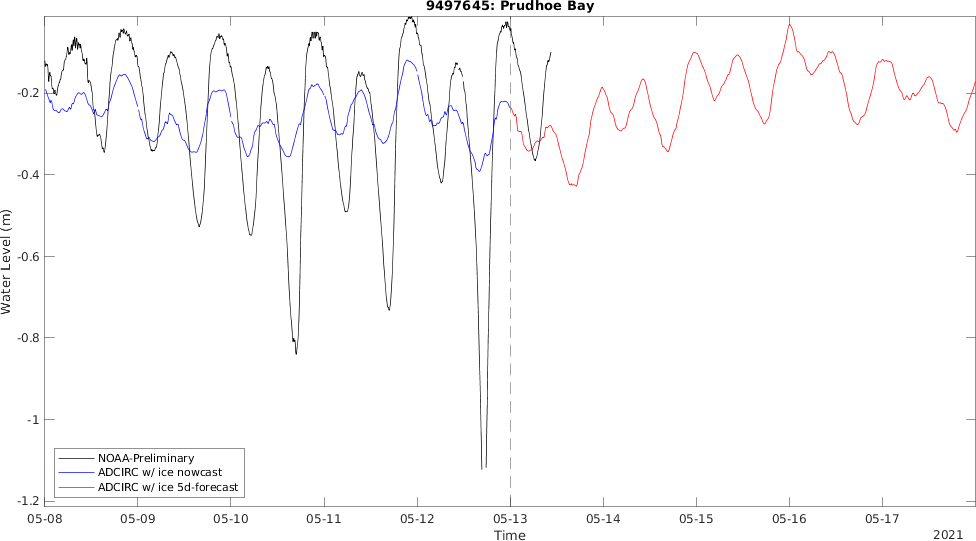 9497645: Prudhoe Bay
Water Level (m)
-0.2
-0.4
-0.6
-0.8
-1
-1.2
NOAA-Preliminary
ADCIRC w/ ice nowcast
ADCIRC w/ ice 5d-forecast
05-08 05-09 05-10 05-11 05-12 05-13 05-14 05-15 05-16 05-17
Time
2021